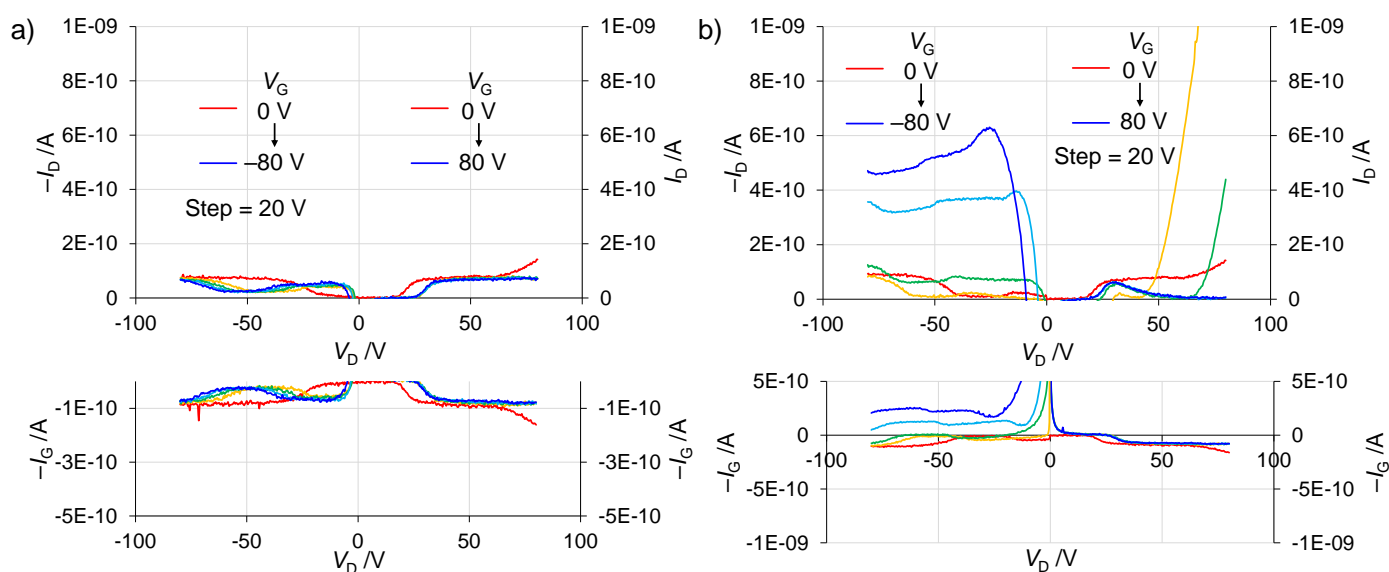 a)
1E-09 1E-09
8E-10 8E-10
6E-10 6E-10
4E-10 4E-10
2E-10 2E-10
0 0
–I_D /A
I_D /A
V_G V_G
0 V 0 V
–80 V 80 V
Step = 20 V
-100 -50 0 50 100
V_D /V
-1E-10 -1E-10
-3E-10 -3E-10
-5E-10 -5E-10
–I_G /A
–I_G /A
-100 -50 0 50 100
V_D /V
b)
1E-09 1E-09
8E-10 8E-10
6E-10 6E-10
4E-10 4E-10
2E-10 2E-10
0 0
–I_D /A
I_D /A
V_G V_G
0 V 0 V
–80 V 80 V
Step = 20 V
-100 -50 0 50 100
V_D /V
5E-10 5E-10
0 0
-5E-10 -5E-10
-1E-09 -1E-09
–I_G /A
–I_G /A
-100 -50 0 50 100
V_D /V